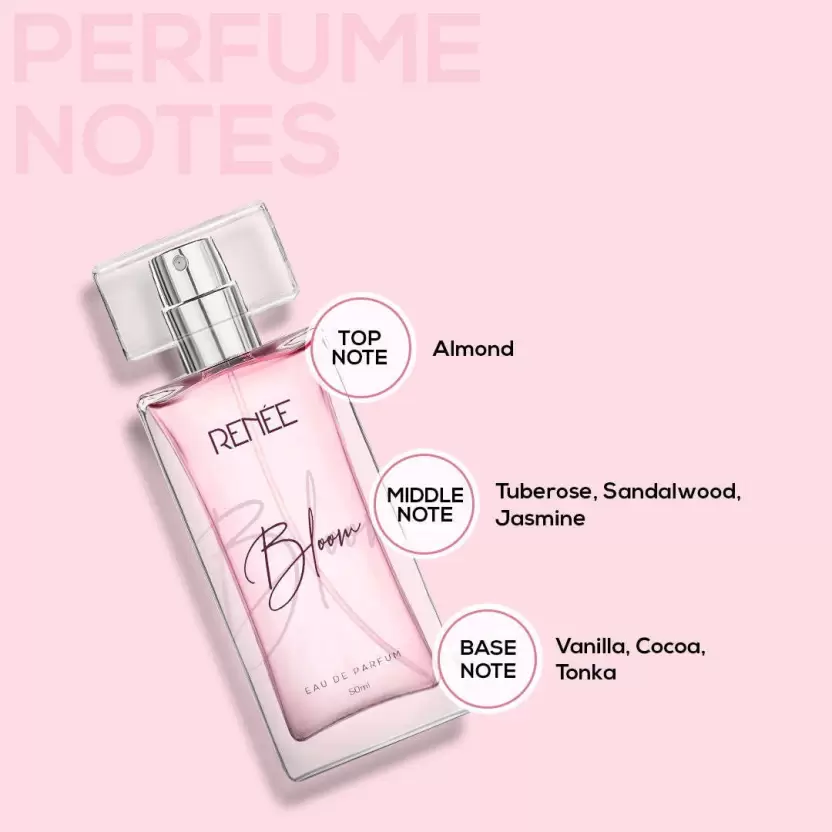 PERFUME
NOTES
TOP
NOTE
Almond
RENÉE
Bloom
MIDDLE
NOTE
Tuberose, Sandalwood,
Jasmine
BASE
NOTE
Vanilla, Cocoa,
Tonka
EAU DE PARFUM
50ml